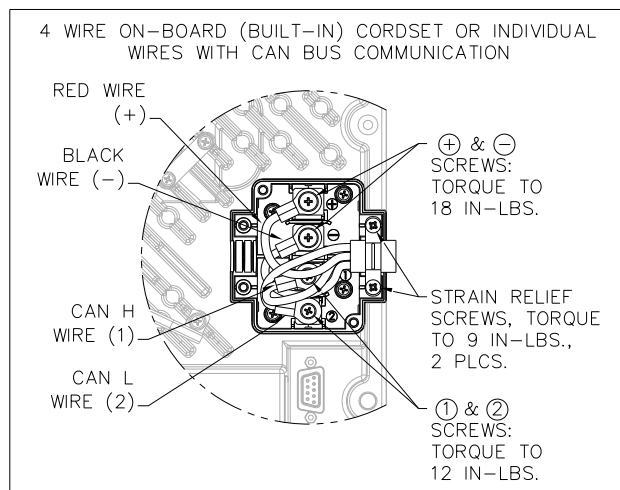 4 WIRE ON-BOARD (BUILT-IN) CORDSET OR INDIVIDUAL
WIRES WITH CAN BUS COMMUNICATION
RED WIRE
(+)
BLACK
WIRE (-)
CAN H
WIRE (1)
CAN L
WIRE (2)
⊕ & ⊖
SCREWS:
TORQUE TO
18 IN-LBS.
STRAIN RELIEF
SCREWS, TORQUE
TO 9 IN-LBS.,
2 PLCS.
① & ②
SCREWS:
TORQUE TO
12 IN-LBS.
⊕
⊖
①
②